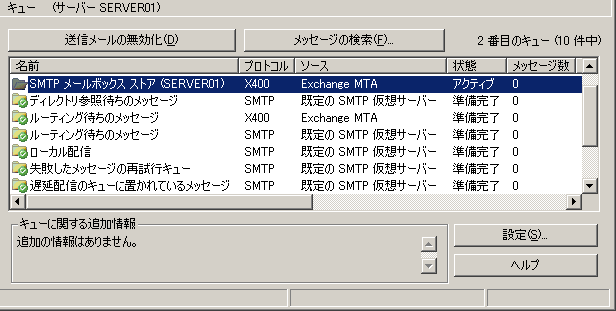 キュー (サーバー SERVER01)
送信メールの無効化(D) メッセージの検索(F)... 2 番目のキュー (10 件中)
名前 プロトコル ソース 状態 メッセージ数
SMTP メールボックス ストア (SERVER01) X400 Exchange MTA アクティブ 0
ディレクトリ参照待ちのメッセージ SMTP 既定の SMTP 仮想サーバー 準備完了 0
ルーティング待ちのメッセージ X400 Exchange MTA 準備完了 0
ルーティング待ちのメッセージ SMTP 既定の SMTP 仮想サーバー 準備完了 0
ローカル配信 SMTP 既定の SMTP 仮想サーバー 準備完了 0
失敗したメッセージの再試行キュー SMTP 既定の SMTP 仮想サーバー 準備完了 0
遅延配信のキューに置かれているメッセージ SMTP 既定の SMTP 仮想サーバー 準備完了 0
キューに関する追加情報
追加の情報はありません。
設定(S)...
ヘルプ